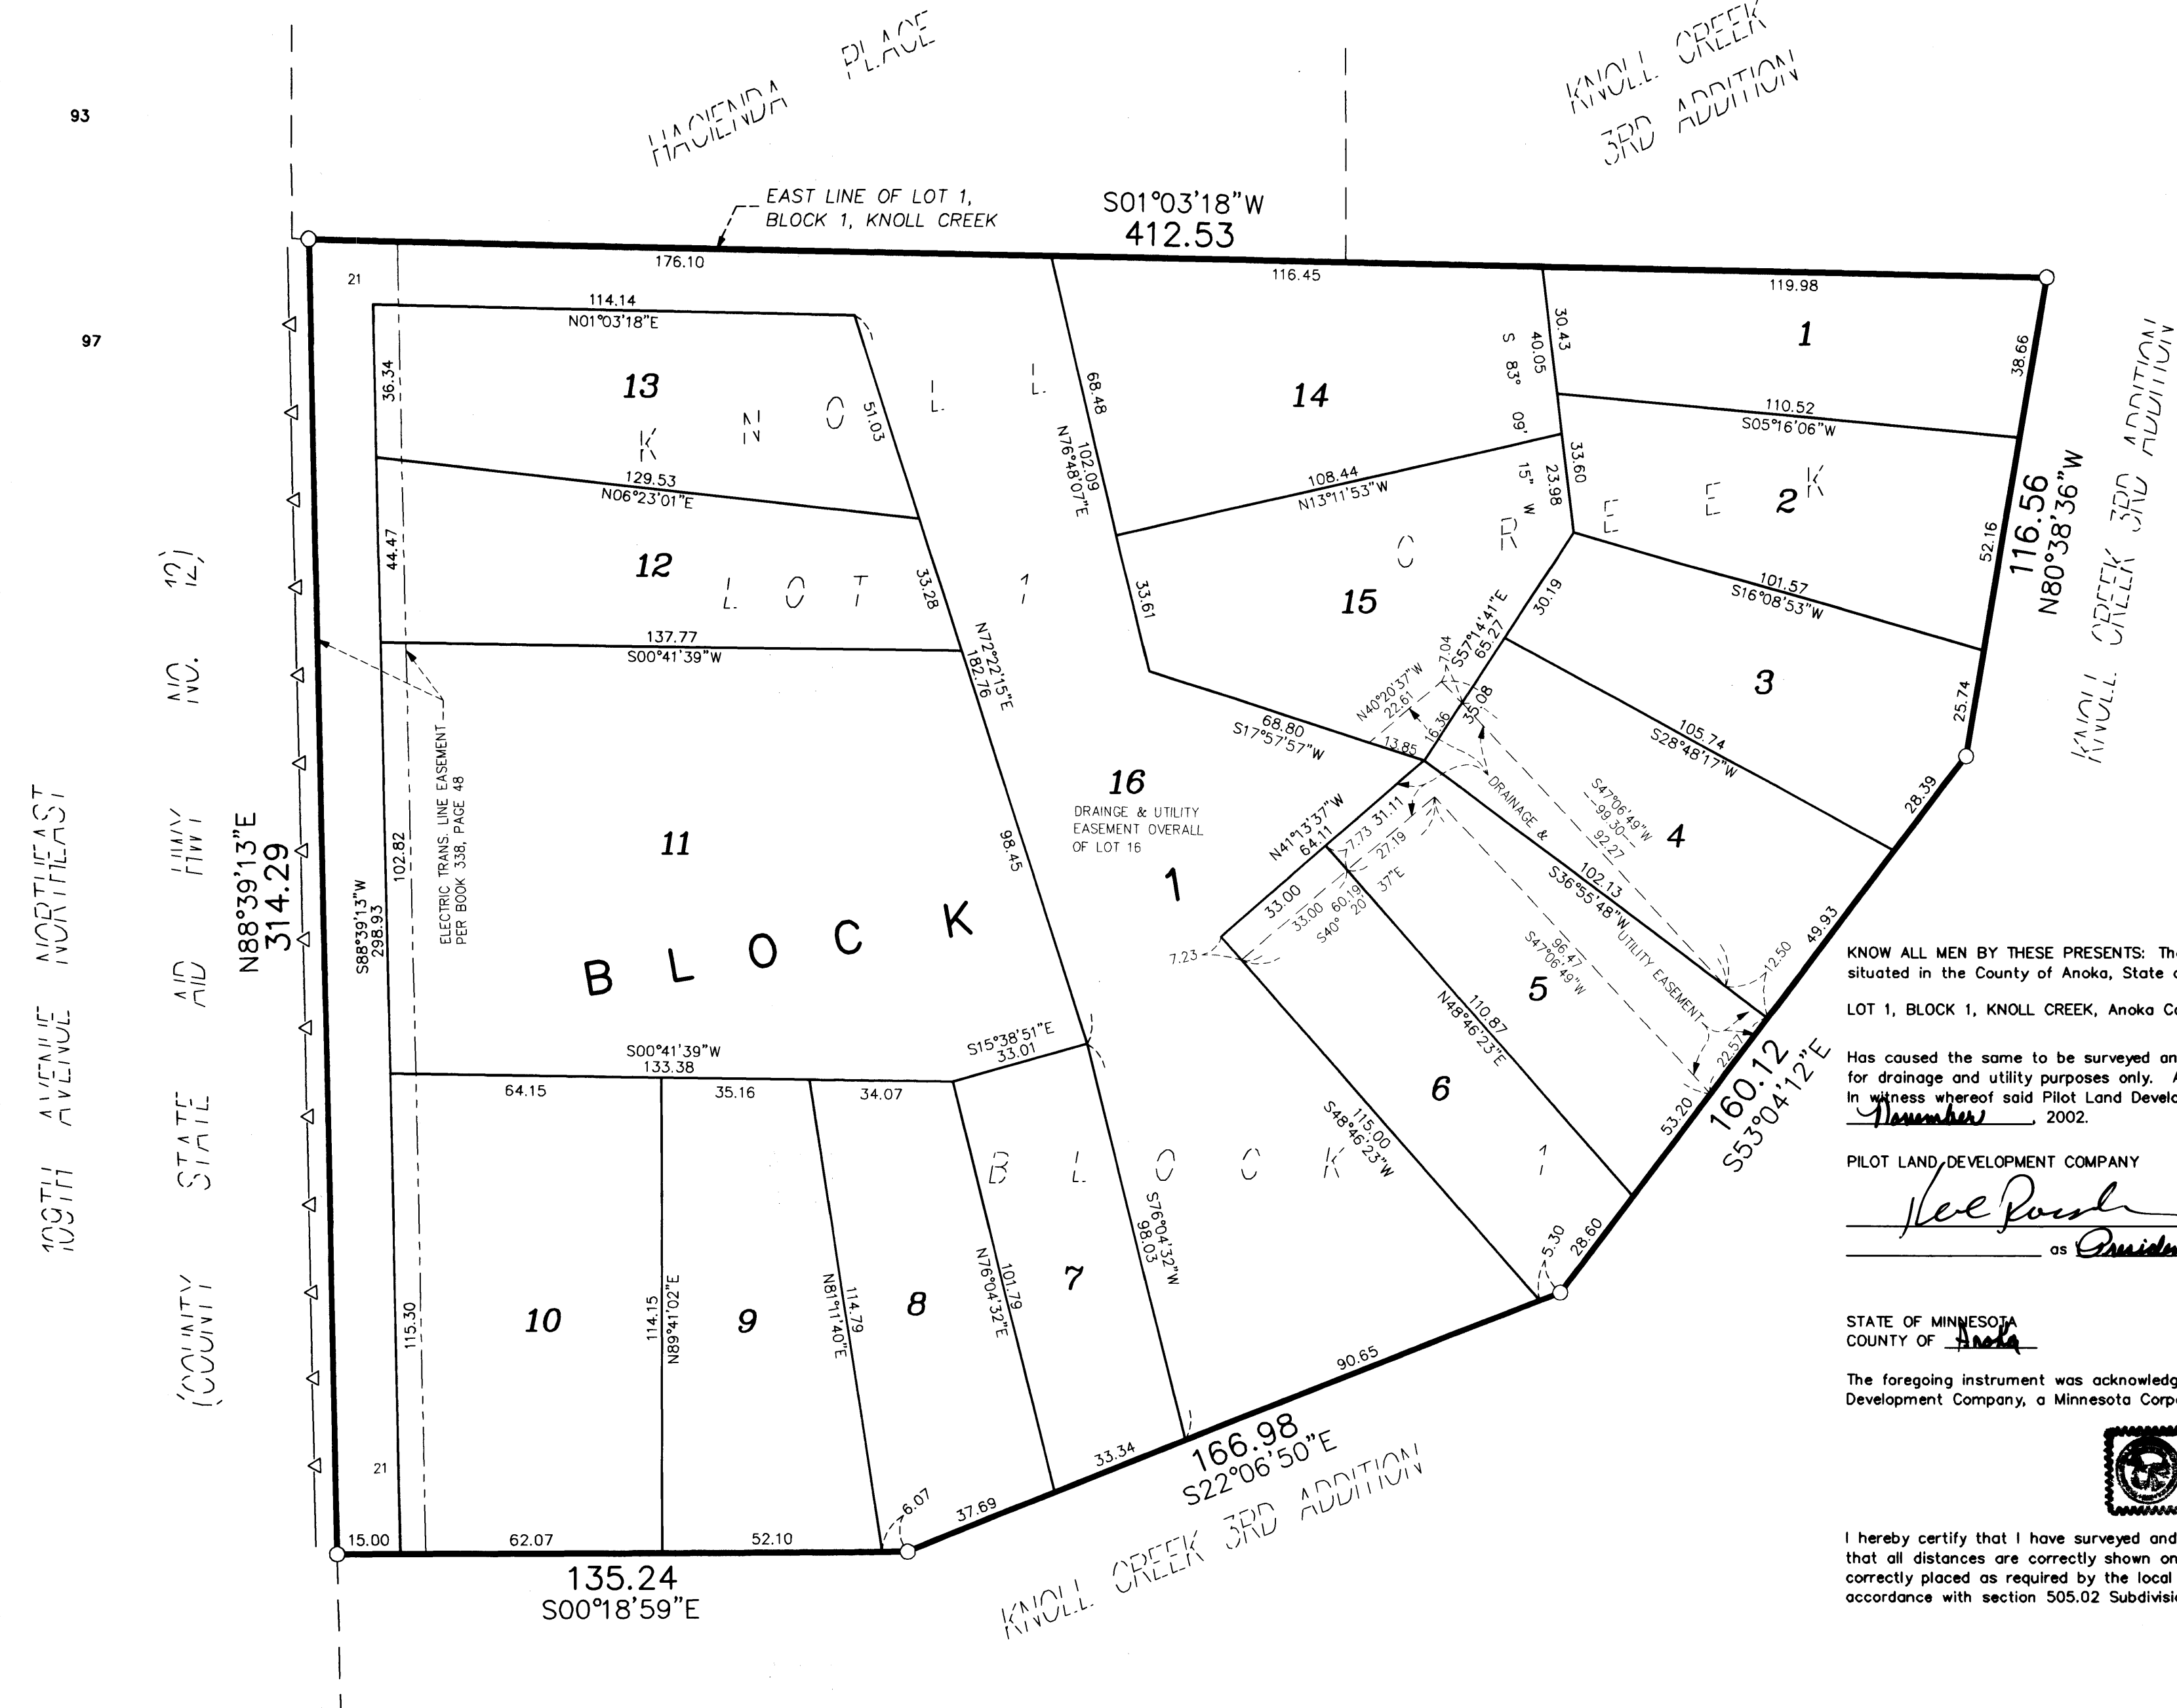 93
97
HACIENDA PLACE
KNOLL CREEK
3RD ADDITION
EAST LINE OF LOT 1,
BLOCK 1, KNOLL CREEK
S01°03'18"W
412.53
176.10
116.45
119.98
21
114.14
N01°03'18"E
36.34
13
51.03
K N O L L
129.53
N06°23'01"E
44.47
12
33.28
LOT 1
137.77
S00°41'39"W
N72°22'15"E
182.76
68.48
102.09
N76°48'07"E
33.61
14
108.44
N13°11'53"W
15
30.43
40.05
S 83° 09' 15" W
33.60
23.98
C R E E K
1
38.66
110.52
S05°16'06"W
2
52.16
116.56
N80°38'36"W
KNOLL CREEK 3RD ADDITION
101.57
S16°08'53"W
30.19
S57°14'41"E
65.27
7.04
N40°20'37"W
22.61
16.36
35.08
13.85
68.80
S17°57'57"W
3
25.74
105.74
S28°48'17"W
28.39
S47°06'49"W
99.30
92.27
4
DRAINAGE &
UTILITY EASEMENT
102.13
S36°55'48"W
49.93
12.50
22.57
16
DRAINGE & UTILITY
EASEMENT OVERALL
OF LOT 16
1
N41°13'37"W
64.11
31.11
7.73
27.19
33.00
33.00
60.19
S40° 20' 37"E
7.23
96.47
S47°06'49"W
5
110.87
N48°46'23"E
53.20
160.12
S53°04'12"E
6
115.00
S48°46'23"W
5.30
28.60
109TH AVENUE NORTHEAST
(COUNTY STATE AID HWY NO. 12)
N88°39'13"E
314.29
S88°39'13"W
298.93
102.82
ELECTRIC TRANS. LINE EASEMENT
PER BOOK 338, PAGE 48
11
98.45
BLOCK
S00°41'39"W
133.38
S15°38'51"E
33.01
64.15
35.16
34.07
115.30
10
114.15
N89°41'02"E
9
N81°11'40"E
114.79
8
N76°04'32"E
101.79
7
S76°04'32"W
98.03
BLOCK 1
90.65
33.34
166.98
S22°06'50"E
KNOLL CREEK 3RD ADDITION
37.69
6.07
21
15.00
62.07
52.10
135.24
S00°18'59"E
KNOW ALL MEN BY THESE PRESENTS:
situated in the County of Anoka, State
LOT 1, BLOCK 1, KNOLL CREEK, Anoka
Has caused the same to be surveyed
for drainage and utility purposes only.
In witness whereof said Pilot Land
November, 2002.
PILOT LAND DEVELOPMENT COMPANY
as
STATE OF MINNESOTA
COUNTY OF Anoka
The foregoing instrument was
Development Company, a Minnesota
I hereby certify that I have surveyed
that all distances are correctly shown on
correctly placed as required by the local
accordance with section 505.02